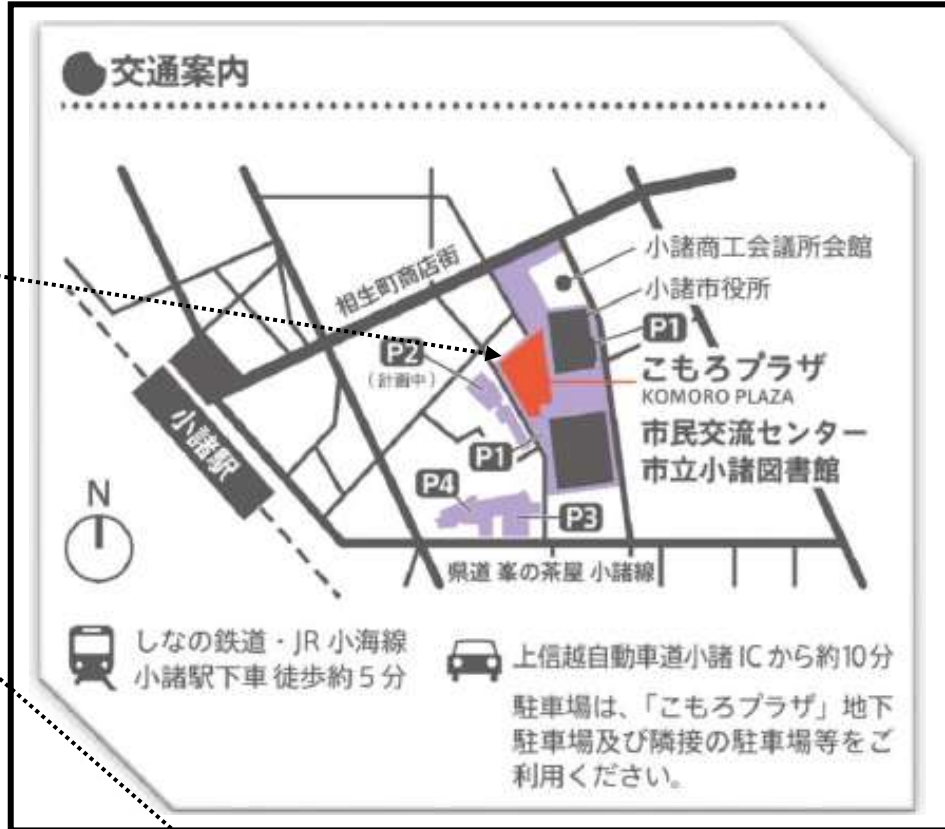 交通案内
小諸商工会議所会館
相生町商店街
小諸市役所
P1
P2
(計画中)
こもろプラザ
KOMORO PLAZA
小諸駅
市民交流センター
P1
市立小諸図書館
P4
N
P3
県道 峯の茶屋 小諸線
しなの鉄道・JR 小海線
小諸駅下車 徒歩約5分
上信越自動車道小諸 IC から約10分
駐車場は、「こもろプラザ」地下
駐車場及び隣接の駐車場等をご
利用ください。